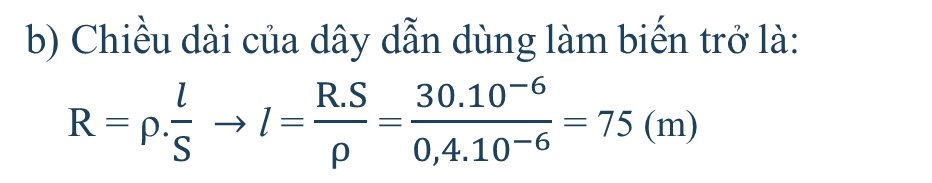 b) Chiều dài của dây dẫn dùng làm biến trở là:
R = ρ.l/S → l = R.S/ρ = 30.10⁻⁶/0,4.10⁻⁶ = 75 (m)